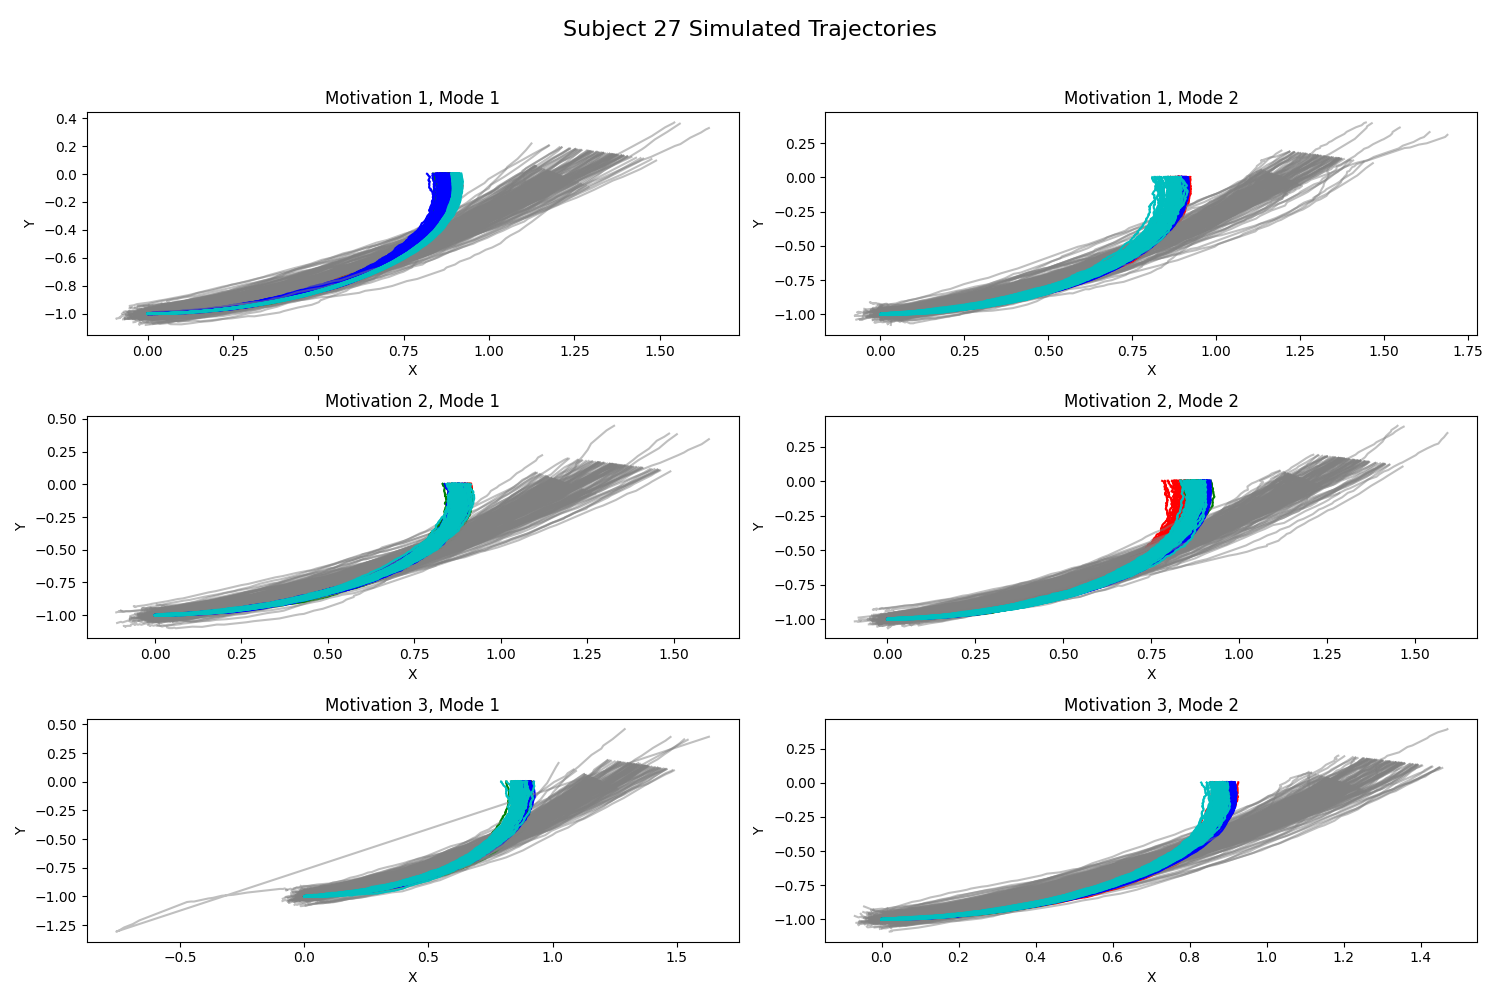 Subject 27 Simulated Trajectories
Motivation 1, Mode 1
0.4
0.2
0.0
−0.2
−0.4
−0.6
−0.8
−1.0
Y
0.00 0.25 0.50 0.75 1.00 1.25 1.50
X
Motivation 1, Mode 2
0.25
0.00
−0.25
−0.50
−0.75
−1.00
Y
0.00 0.25 0.50 0.75 1.00 1.25 1.50 1.75
X
Motivation 2, Mode 1
0.50
0.25
0.00
−0.25
−0.50
−0.75
−1.00
Y
0.00 0.25 0.50 0.75 1.00 1.25 1.50
X
Motivation 2, Mode 2
0.25
0.00
−0.25
−0.50
−0.75
−1.00
Y
0.00 0.25 0.50 0.75 1.00 1.25 1.50
X
Motivation 3, Mode 1
0.50
0.25
0.00
−0.25
−0.50
−0.75
−1.00
−1.25
Y
−0.5 0.0 0.5 1.0 1.5
X
Motivation 3, Mode 2
0.25
0.00
−0.25
−0.50
−0.75
−1.00
Y
0.0 0.2 0.4 0.6 0.8 1.0 1.2 1.4
X